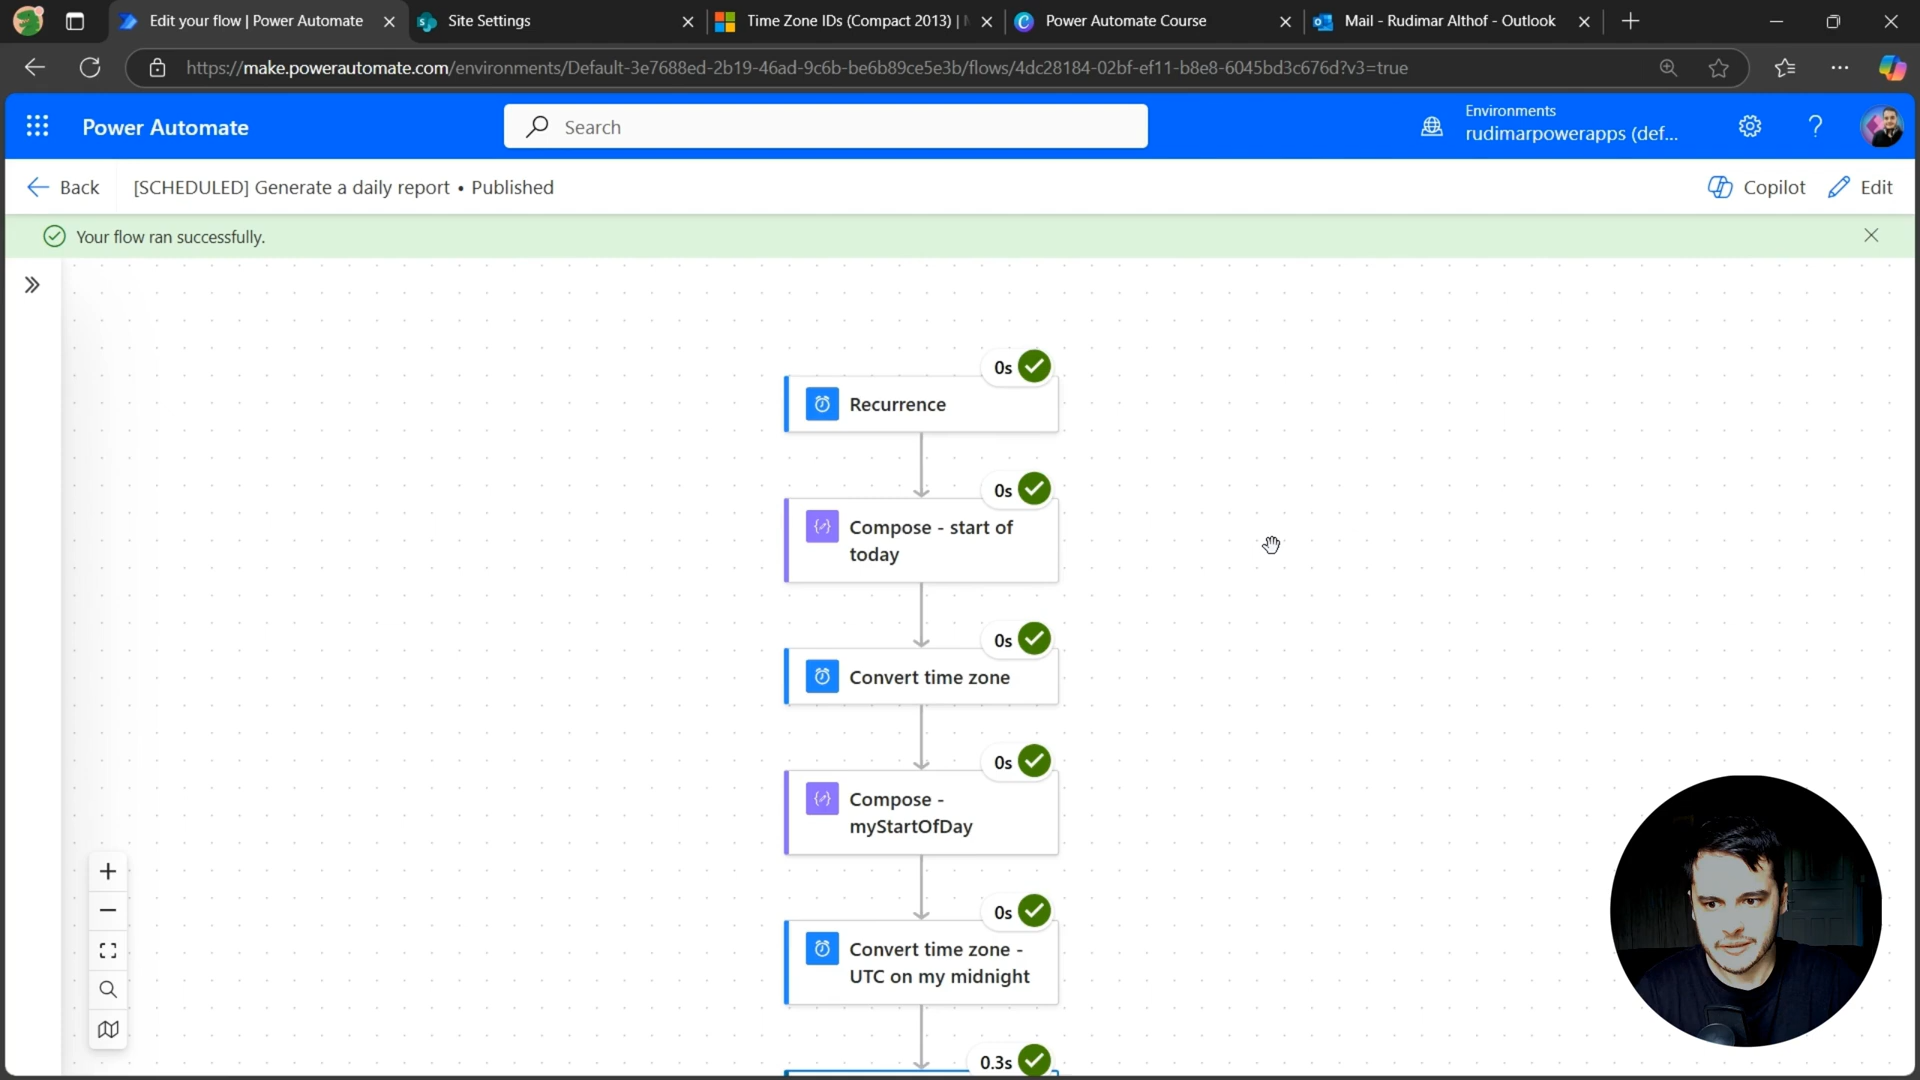 Edit your flow | Power Automate
Site Settings
Time Zone IDs (Compact 2013) |
Power Automate Course
Mail - Rudimar Althof - Outlook
https://make.powerautomate.com/environments/Default-3e7688ed-2b19-46ad-9c6b-be6b89ce5e3b/flows/4dc28184-02bf-ef11-b8e8-6045bd3c676d?v3=true
Power Automate
Search
Environments
rudimarpowerapps (def...
Back
[SCHEDULED] Generate a daily report • Published
Copilot
Edit
Your flow ran successfully.
0s
Recurrence
0s
Compose - start of
today
0s
Convert time zone
0s
Compose -
myStartOfDay
0s
Convert time zone -
UTC on my midnight
0.3s